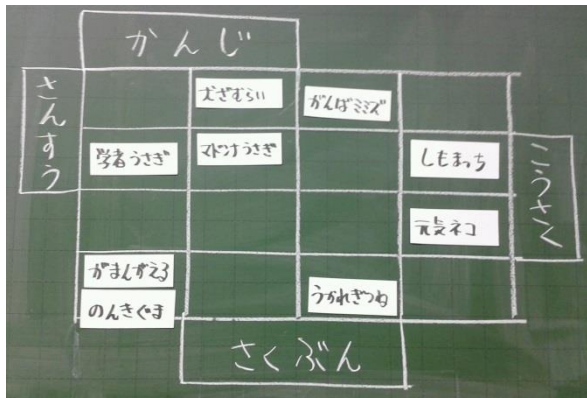 かんじ
さんすう
犬ざむらい
がんばミミズ
学者うさぎ
マドンナうさぎ
しもまっち
こうさく
元気ネコ
がまんがえる
のんきぐま
うかれぎつね
さくぶん